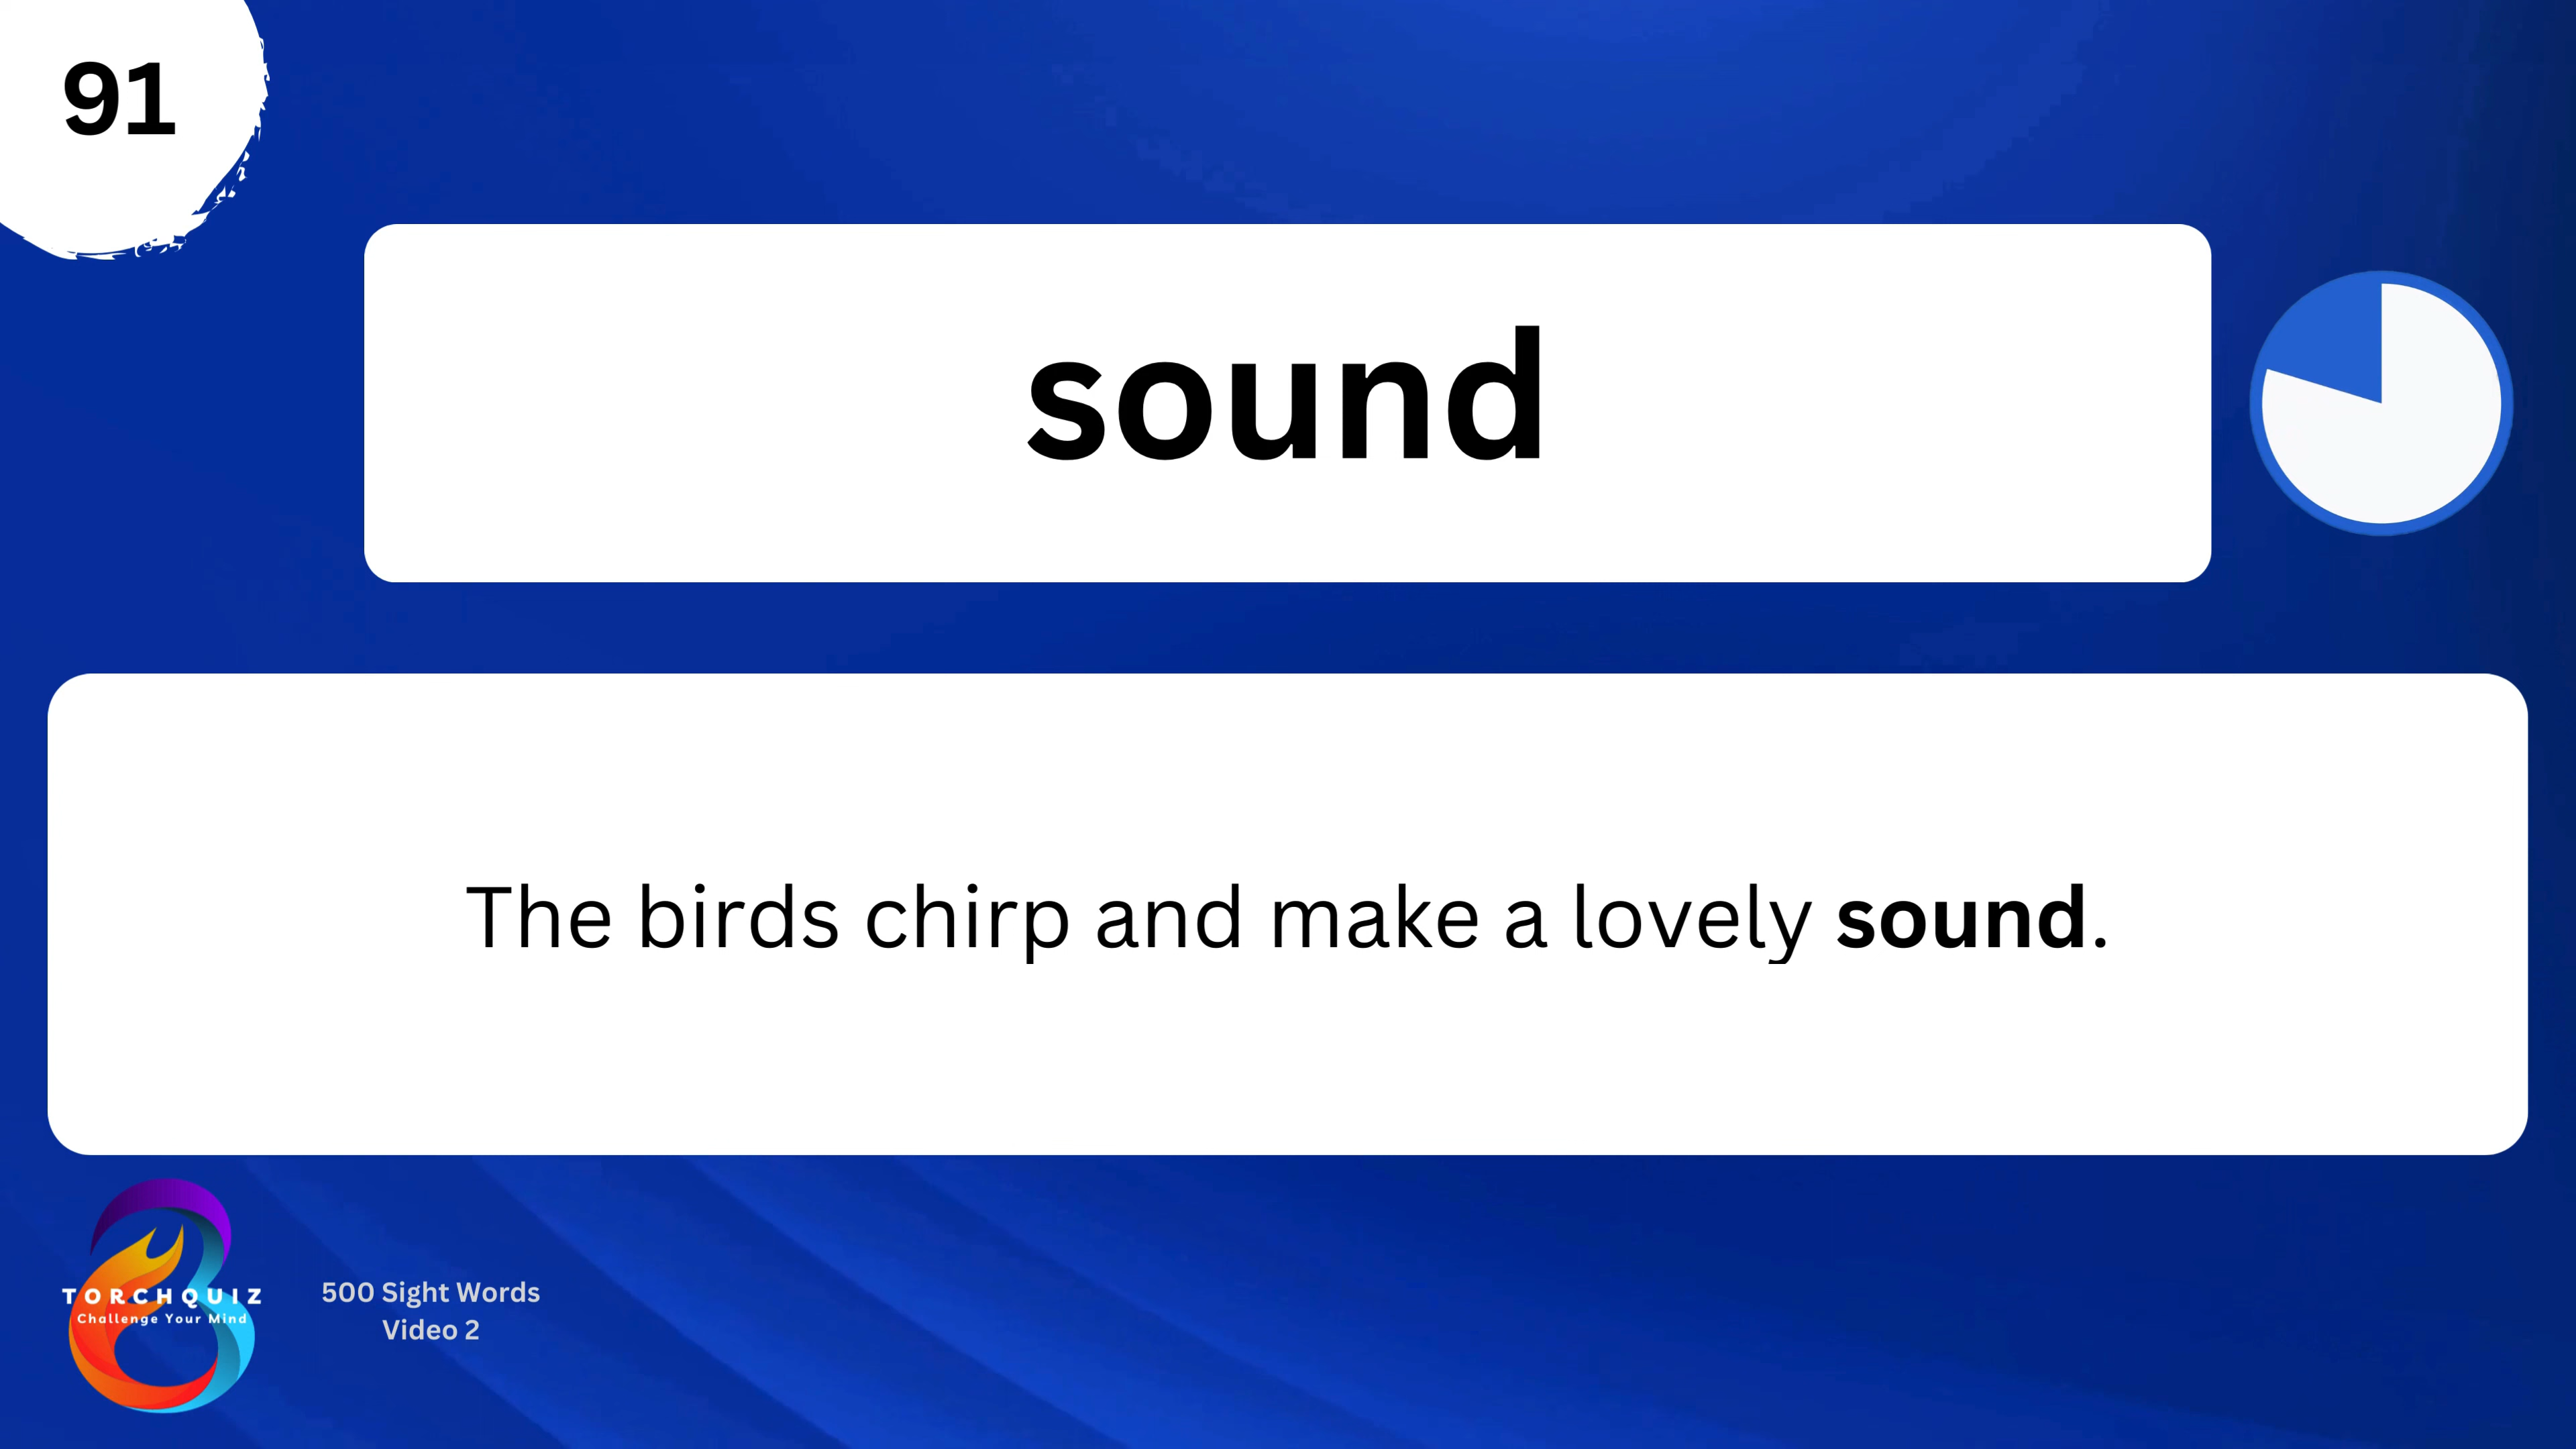 91
sound
The birds chirp and make a lovely sound.
TORCHQUIZ
Challenge Your Mind
500 Sight Words
Video 2